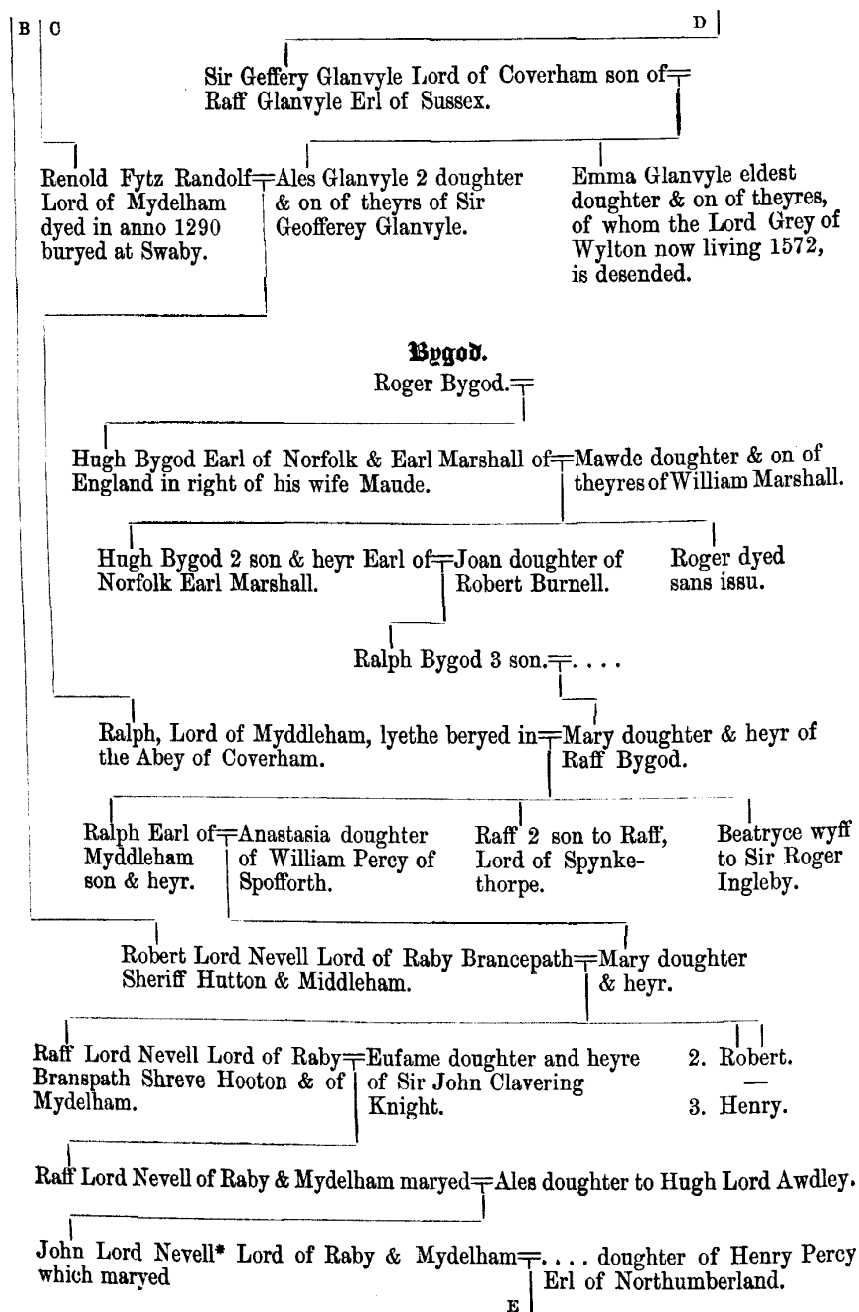 B C D
Sir Geffery Glanvyle Lord of Coverham son of
Raff Glanvyle Erl of Sussex.
Renold Fytz Randolf
Lord of Mydelham
dyed in anno 1290
buryed at Swaby.
Ales Glanvyle 2 doughter
& on of theyrs of Sir
Geofferey Glanvyle.
Emma Glanvyle eldest
doughter & on of theyres,
of whom the Lord Grey of
Wylton now living 1572,
is desended.
Bygod.
Roger Bygod.
Hugh Bygod Earl of Norfolk & Earl Marshall of
England in right of his wife Maude.
Mawde doughter & on of
theyres of William Marshall.
Hugh Bygod 2 son & heyr Earl of
Norfolk Earl Marshall.
Joan doughter of
Robert Burnell.
Roger dyed
sans issu.
Ralph Bygod 3 son. . . . .
Ralph, Lord of Myddleham, lyethe beryed in
the Abey of Coverham.
Mary doughter & heyr of
Raff Bygod.
Ralph Earl of
Myddleham
son & heyr.
Anastasia doughter
of William Percy of
Spofforth.
Raff 2 son to Raff,
Lord of Spynke-
thorpe.
Beatryce wyff
to Sir Roger
Ingleby.
Robert Lord Nevell Lord of Raby Brancepath
Sheriff Hutton & Middleham.
Mary doughter
& heyr.
Raff Lord Nevell Lord of Raby
Branspath Shreve Hooton & of
Mydelham.
Eufame doughter and heyre
of Sir John Clavering
Knight.
2. Robert.
—
3. Henry.
Raff Lord Nevell of Raby & Mydelham maryed
Ales doughter to Hugh Lord Awdley.
John Lord Nevell* Lord of Raby & Mydelham
which maryed
. . . . doughter of Henry Percy
Erl of Northumberland.
E